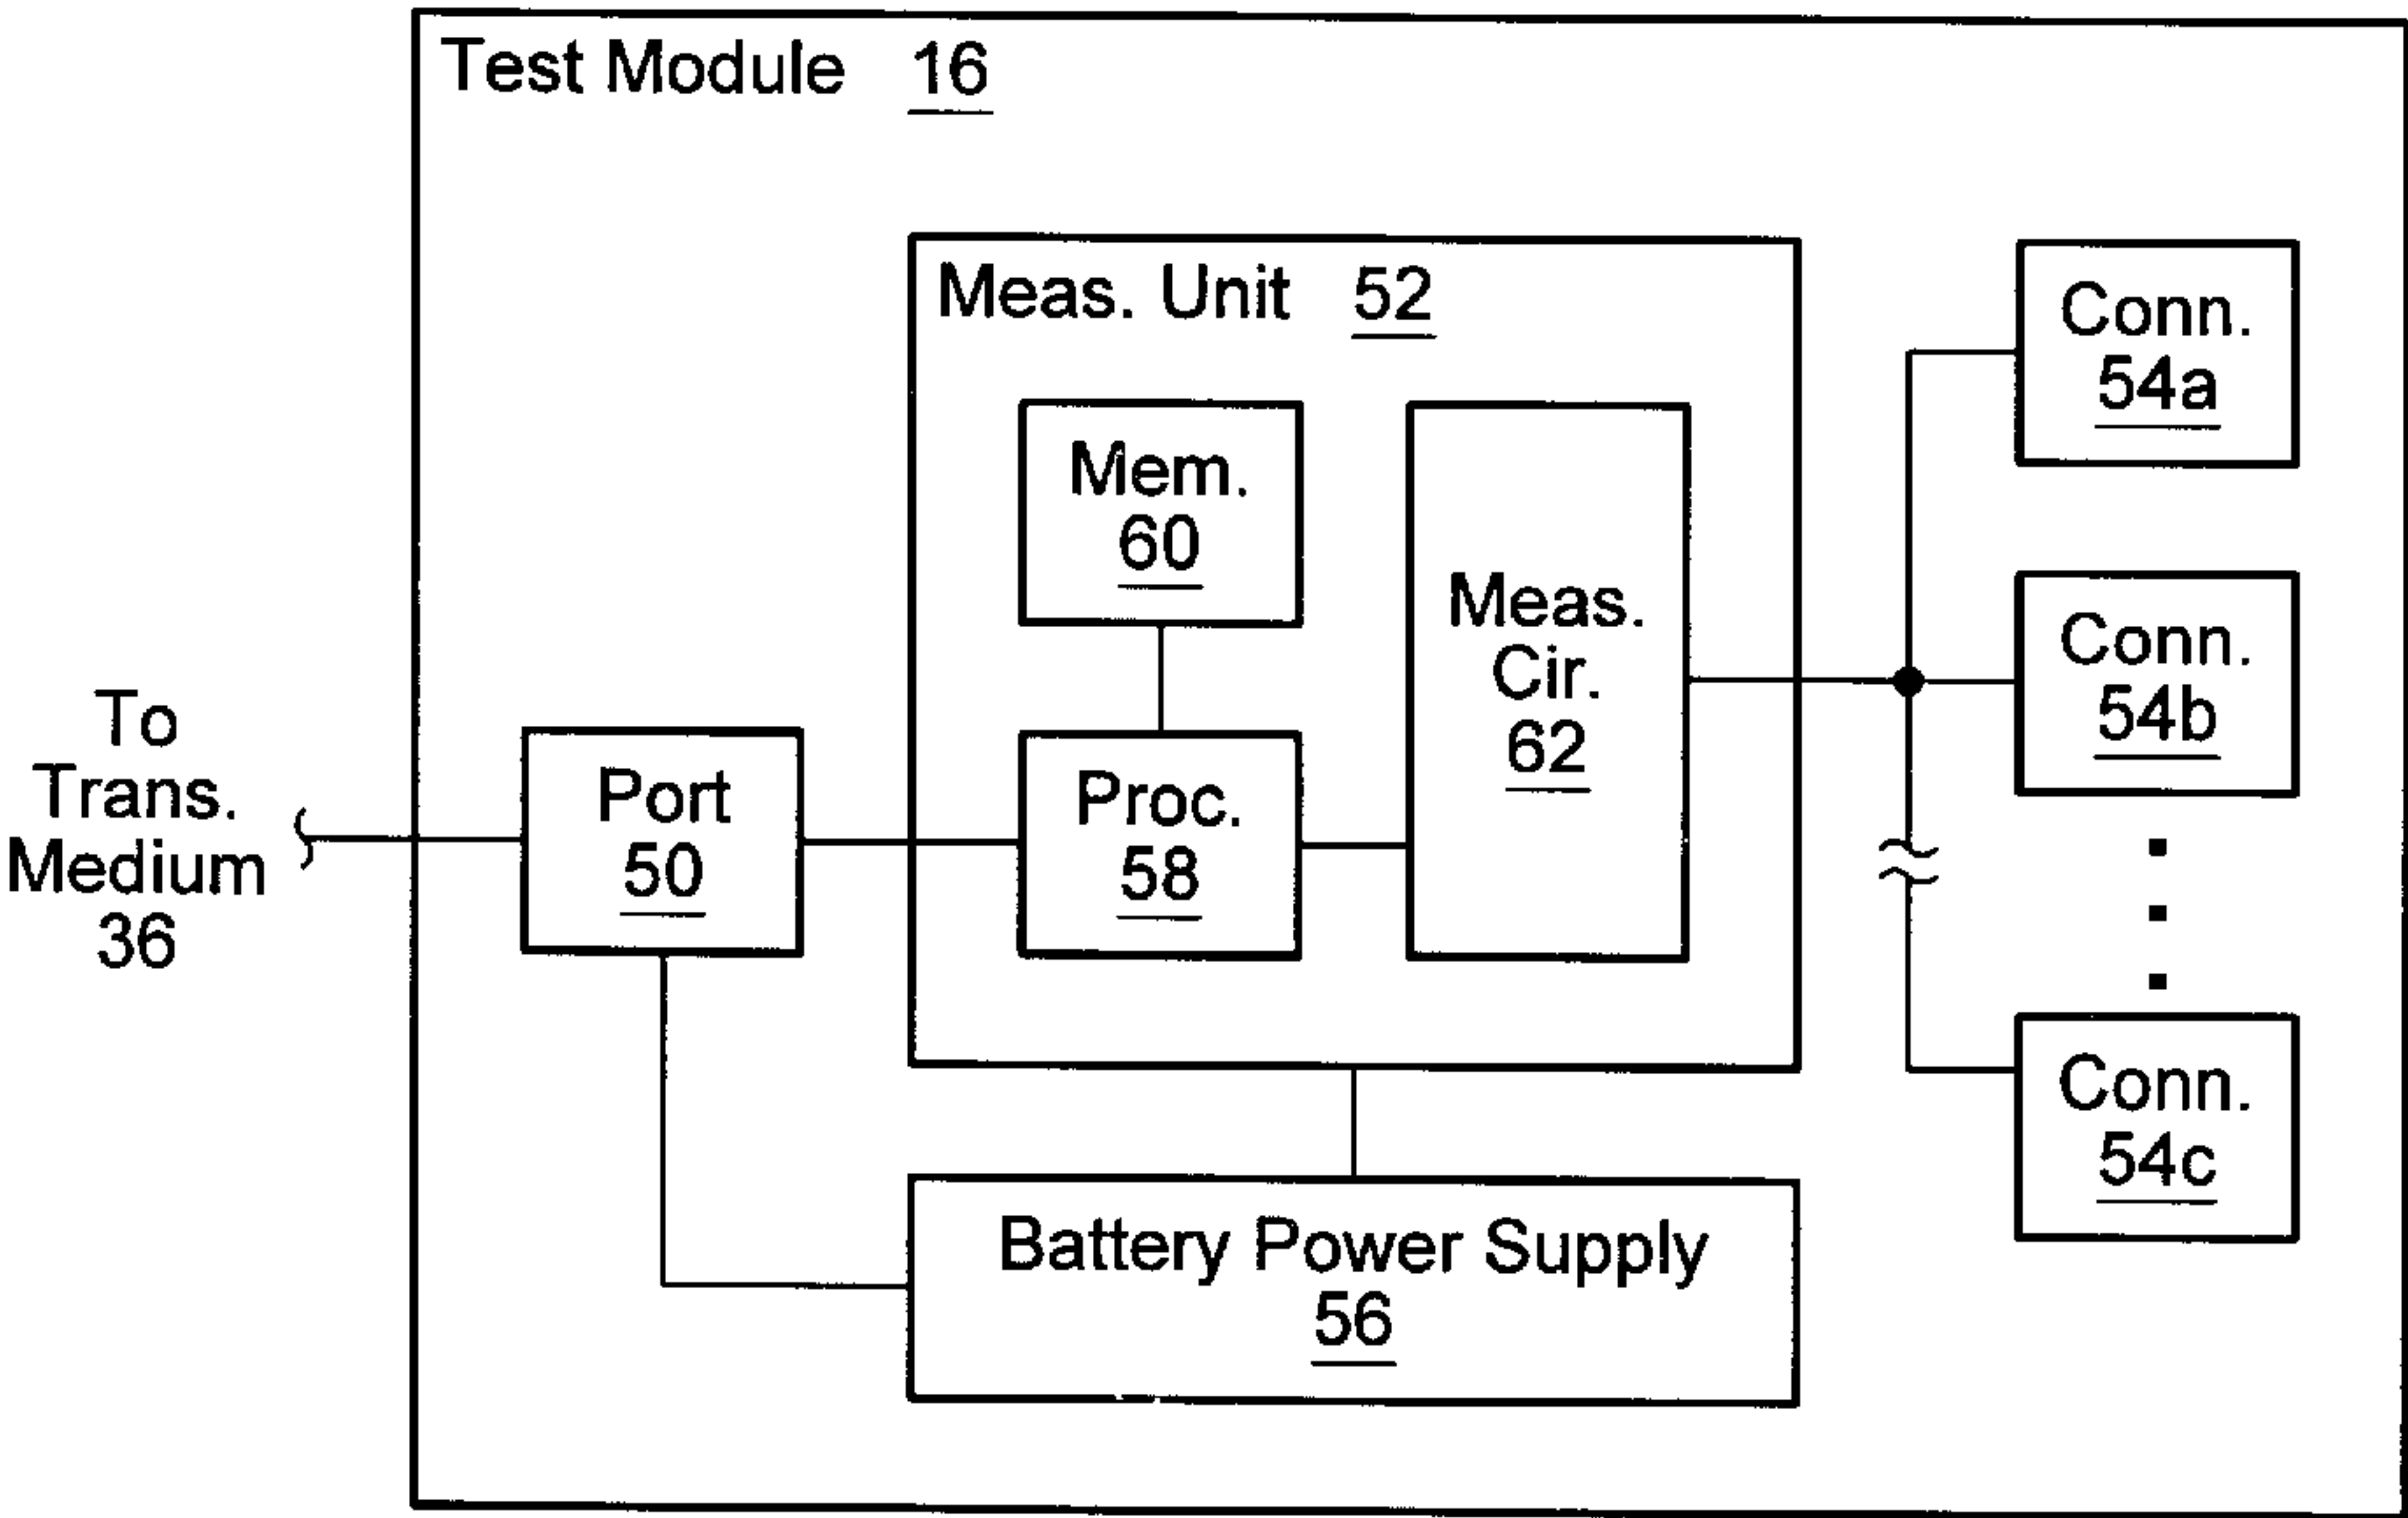 Test Module 16
Meas. Unit 52
Conn.
54a
Mem.
60
Meas.
Cir.
62
Conn.
54b
To
Trans.
Medium
36
Port
50
Proc.
58
Conn.
54c
Battery Power Supply
56